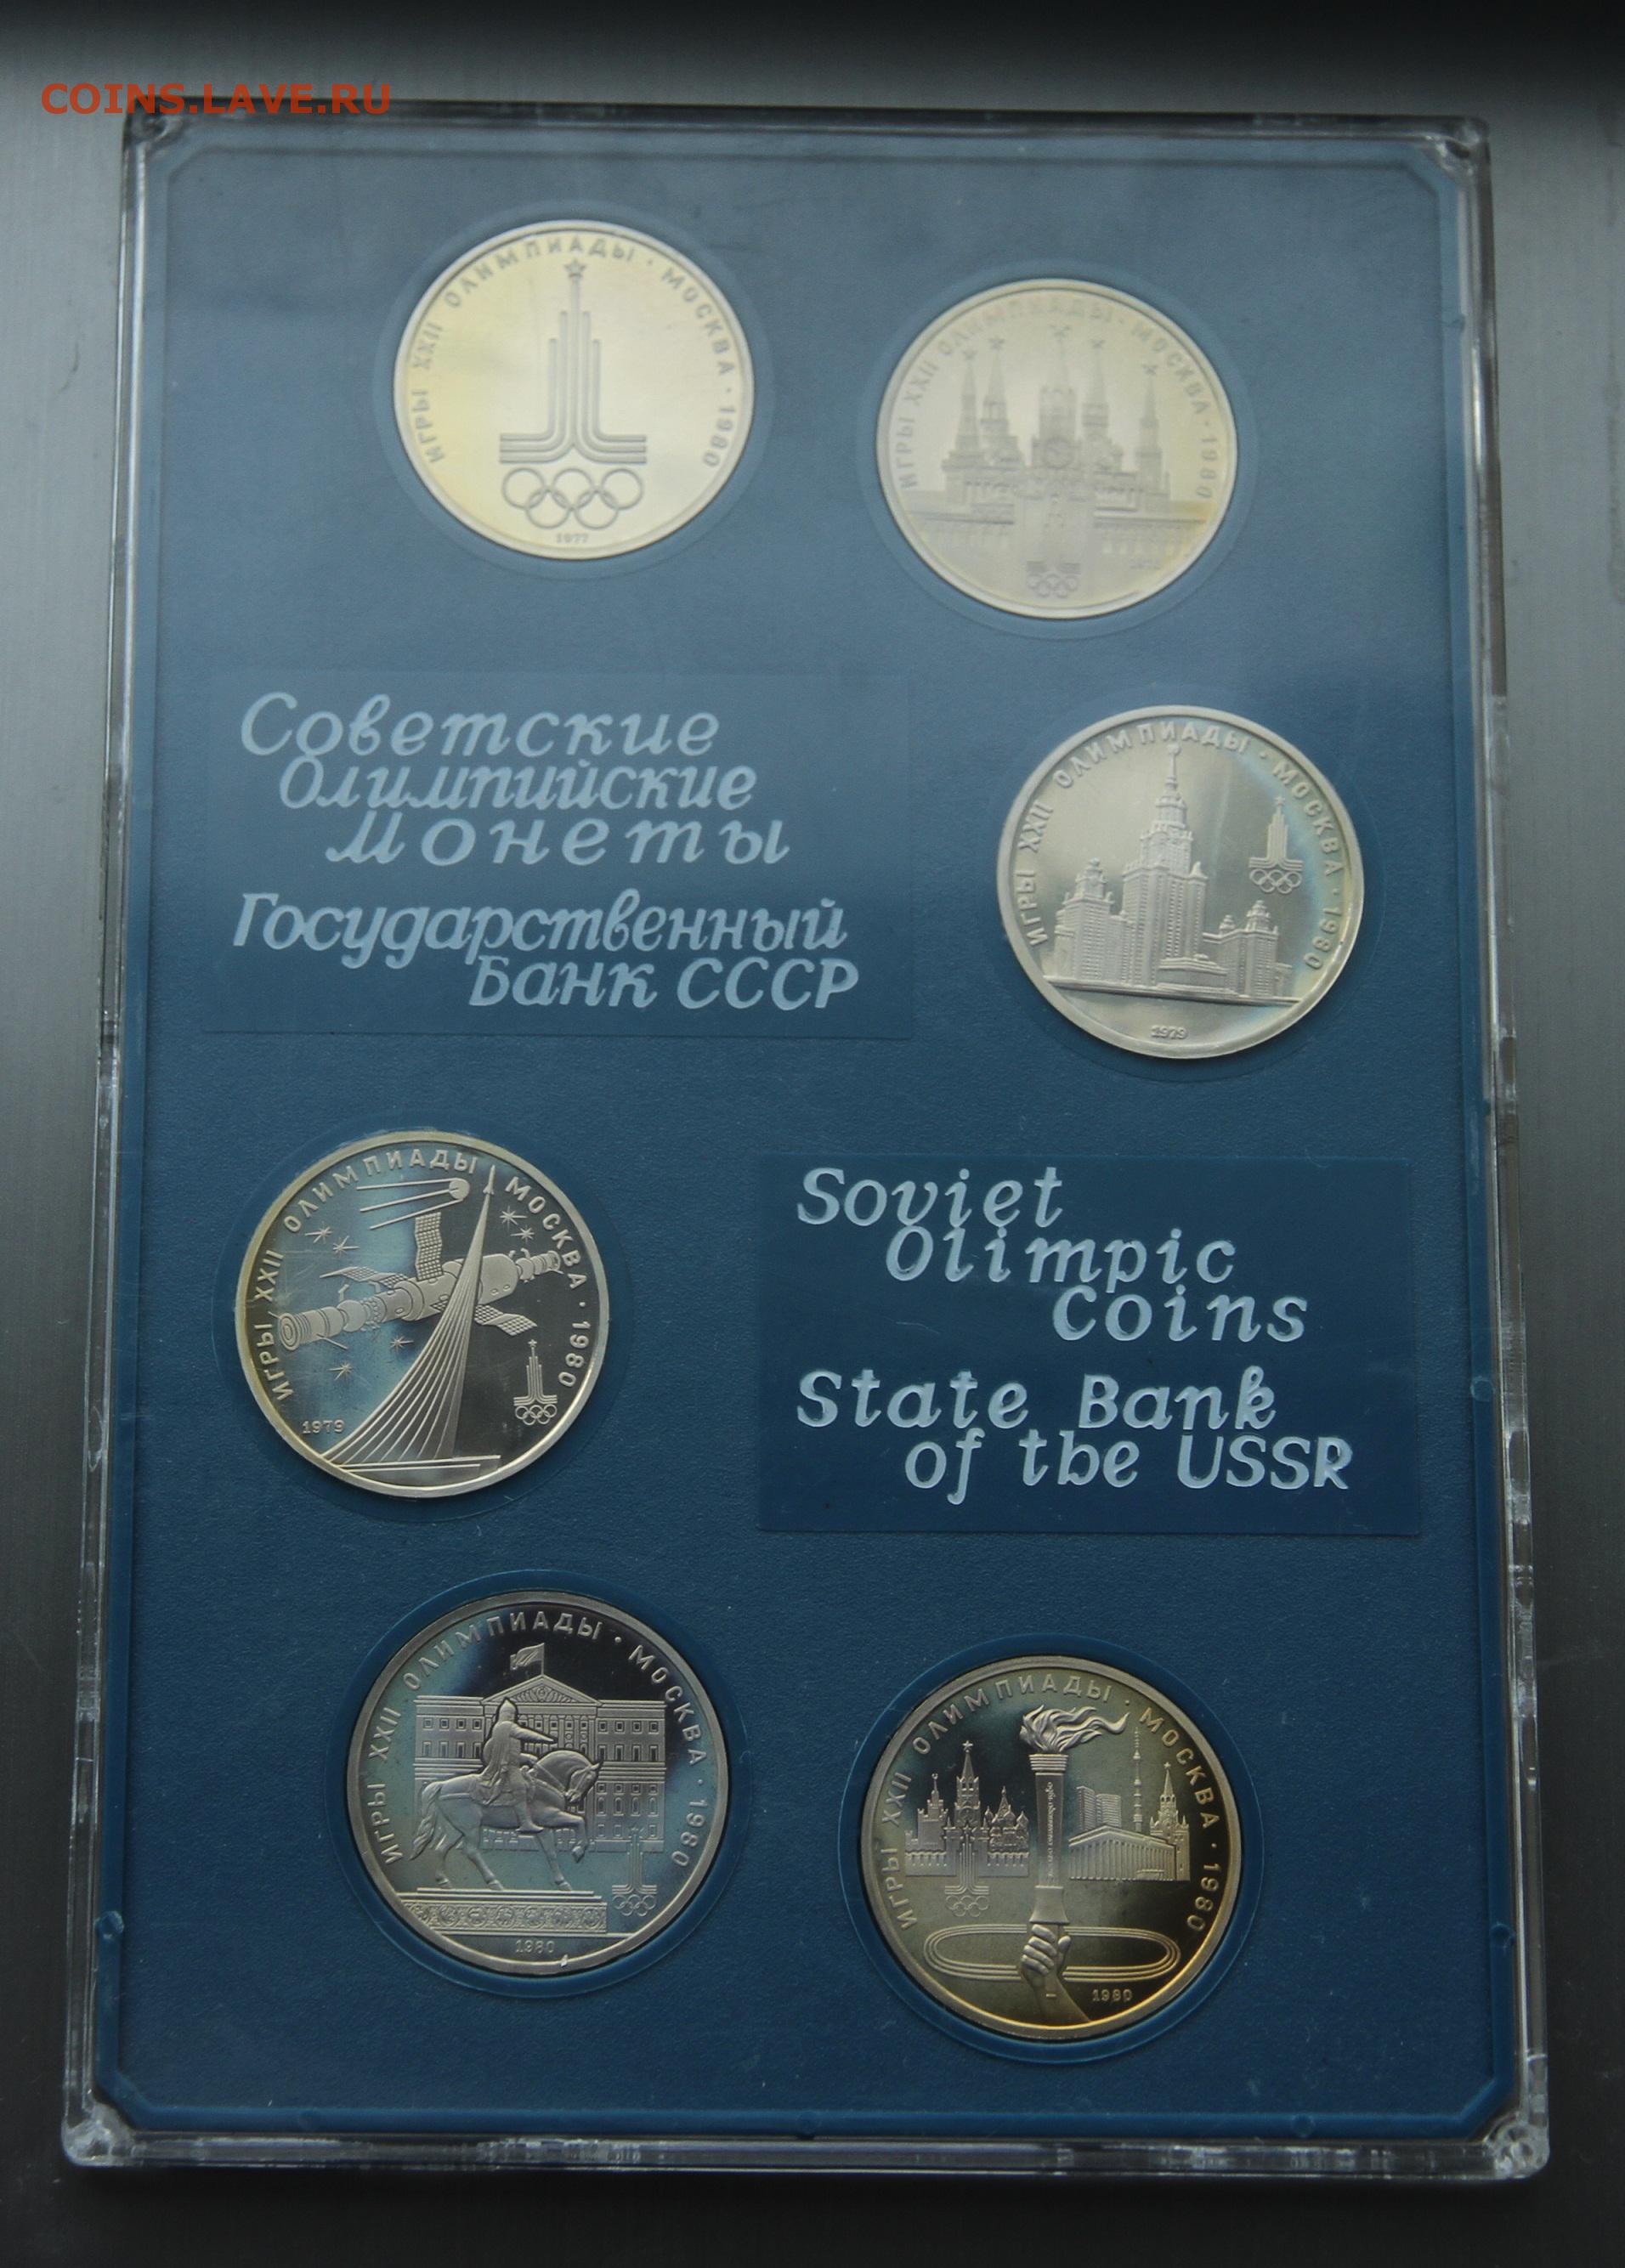 COINS.LAVE.RU
ИГРЫ XXII ОЛИМПИАДЫ · МОСКВА · 1980
1977
ИГРЫ XXII ОЛИМПИАДЫ · МОСКВА · 1980
Советские
Олимпийские
Монеты
Государственный
Банк СССР
ИГРЫ XXII ОЛИМПИАДЫ · МОСКВА · 1980
1979
ИГРЫ XXII ОЛИМПИАДЫ МОСКВА · 1980
1979
Soviet
Olimpic
Coins
State Bank
of the USSR
ИГРЫ XXII ОЛИМПИАДЫ · МОСКВА · 1980
1980
ИГРЫ XXII ОЛИМПИАДЫ · МОСКВА · 1980
1980